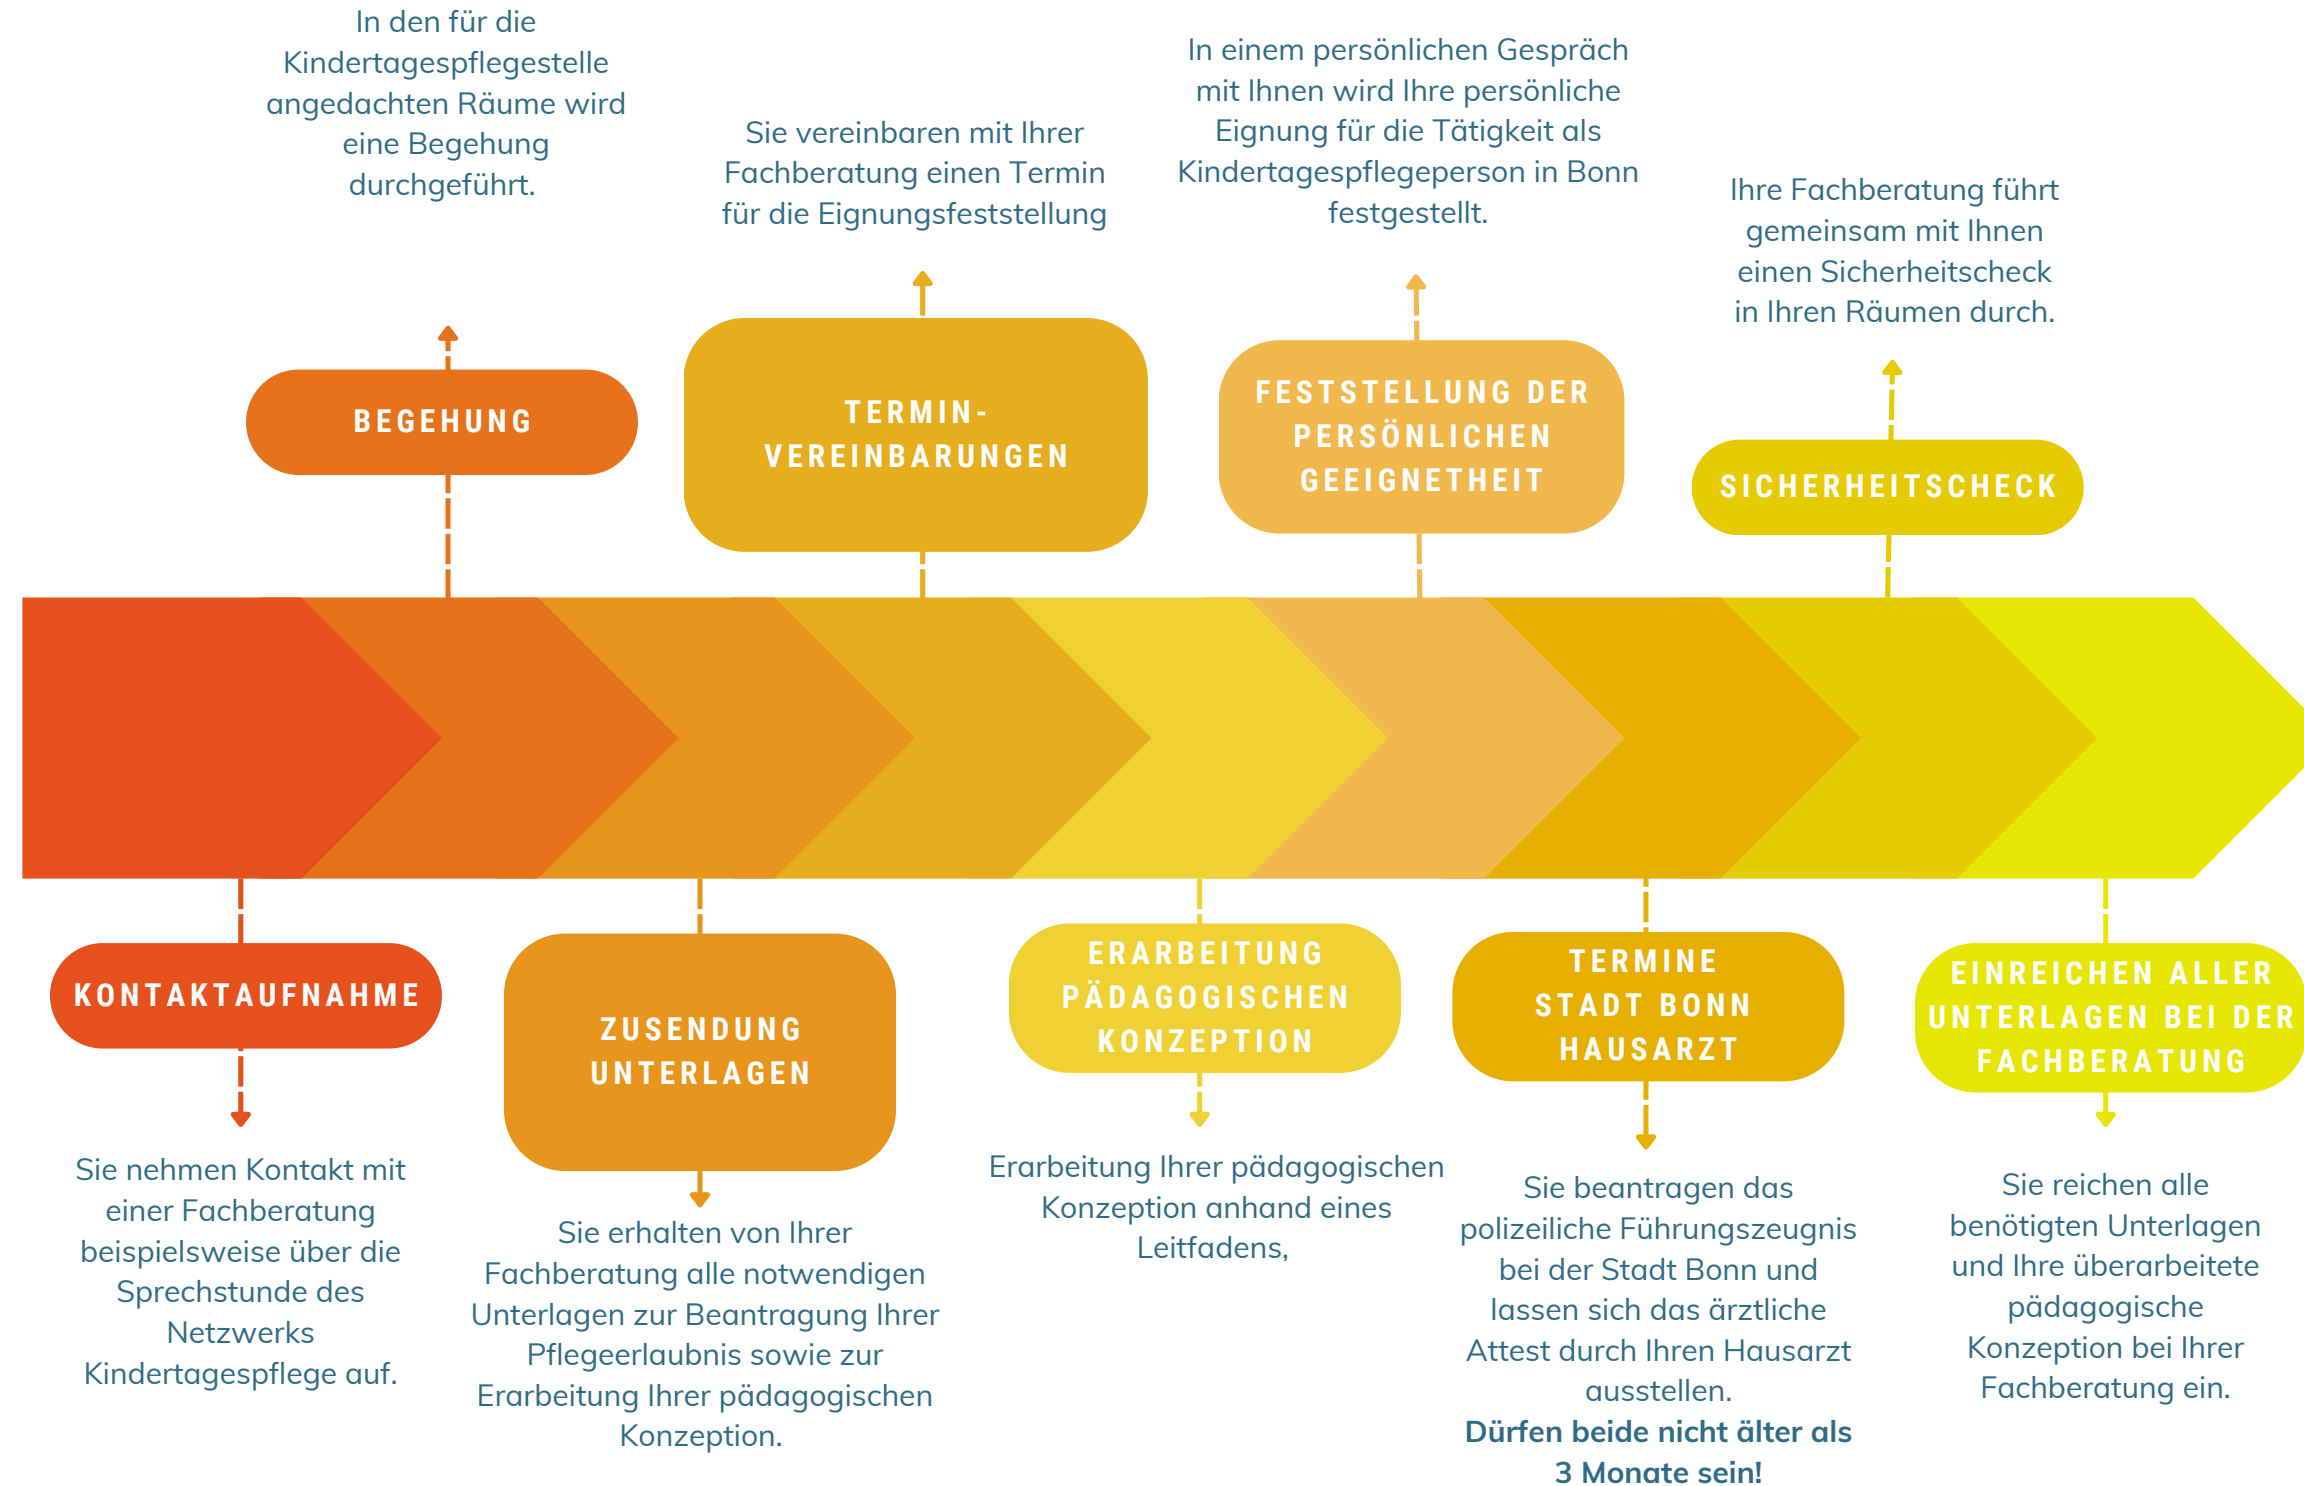 In den für die
Kindertagespflegestelle
angedachten Räume wird
eine Begehung
durchgeführt.
BEGEHUNG
Sie vereinbaren mit Ihrer
Fachberatung einen Termin
für die Eignungsfeststellung
TERMIN-
VEREINBARUNGEN
In einem persönlichen Gespräch
mit Ihnen wird Ihre persönliche
Eignung für die Tätigkeit als
Kindertagespflegeperson in Bonn
festgestellt.
FESTSTELLUNG DER
PERSÖNLICHEN
GEEIGNETHEIT
Ihre Fachberatung führt
gemeinsam mit Ihnen
einen Sicherheitscheck
in Ihren Räumen durch.
SICHERHEITSCHECK
KONTAKTAUFNAHME
Sie nehmen Kontakt mit
einer Fachberatung
beispielsweise über die
Sprechstunde des
Netzwerks
Kindertagespflege auf.
ZUSENDUNG
UNTERLAGEN
Sie erhalten von Ihrer
Fachberatung alle notwendigen
Unterlagen zur Beantragung Ihrer
Pflegeerlaubnis sowie zur
Erarbeitung Ihrer pädagogischen
Konzeption.
ERARBEITUNG
PÄDAGOGISCHEN
KONZEPTION
Erarbeitung Ihrer pädagogischen
Konzeption anhand eines
Leitfadens,
TERMINE
STADT BONN
HAUSARZT
Sie beantragen das
polizeiliche Führungszeugnis
bei der Stadt Bonn und
lassen sich das ärztliche
Attest durch Ihren Hausarzt
ausstellen.
Dürfen beide nicht älter als
3 Monate sein!
EINREICHEN ALLER
UNTERLAGEN BEI DER
FACHBERATUNG
Sie reichen alle
benötigten Unterlagen
und Ihre überarbeitete
pädagogische
Konzeption bei Ihrer
Fachberatung ein.